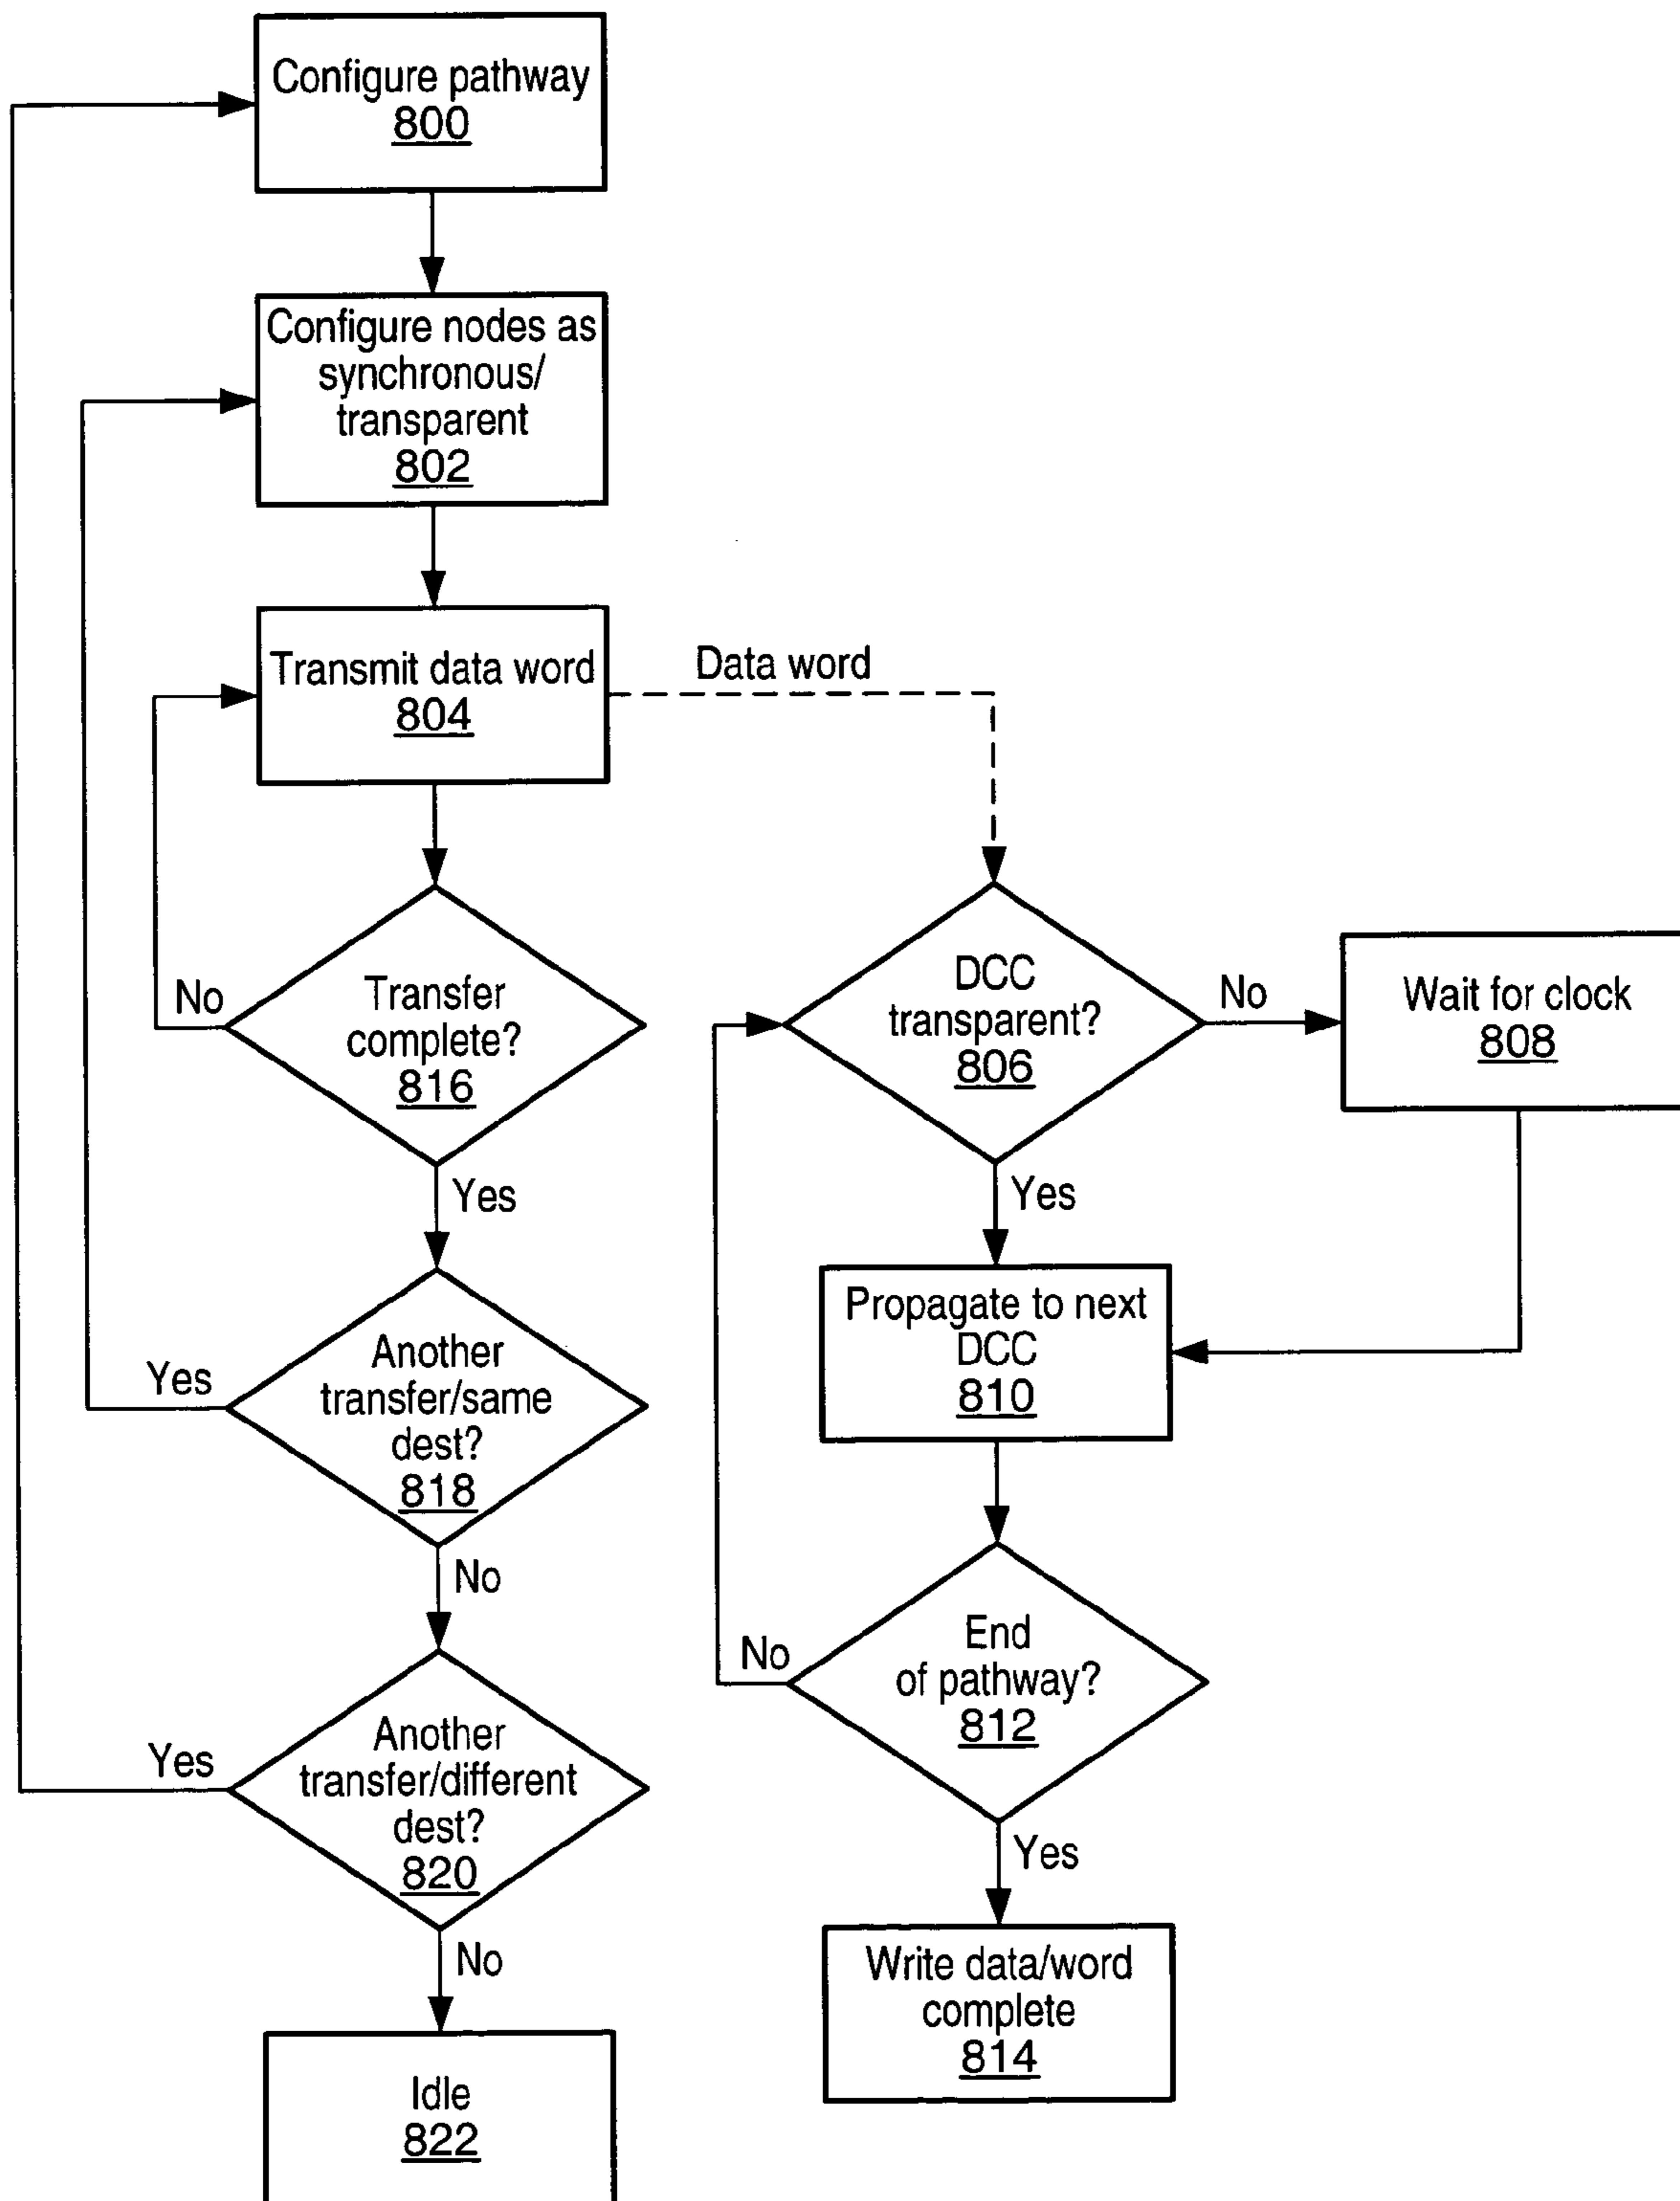 Configure pathway
800
Configure nodes as
synchronous/
transparent
802
Transmit data word
804
Data word
Transfer
complete?
816
No
Yes
DCC
transparent?
806
No
Yes
Wait for clock
808
Propagate to next
DCC
810
Another
transfer/same
dest?
818
Yes
No
End
of pathway?
812
No
Yes
Another
transfer/different
dest?
820
Yes
No
Write data/word
complete
814
Idle
822